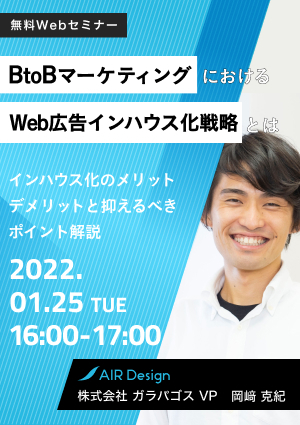 無料Webセミナー
BtoBマーケティング における
Web広告インハウス化戦略 とは
インハウス化のメリット
デメリットと抑えるべき
ポイント解説
2022.
01.25 TUE
16:00-17:00
AIR Design
株式会社 ガラパゴス VP 岡﨑 克紀